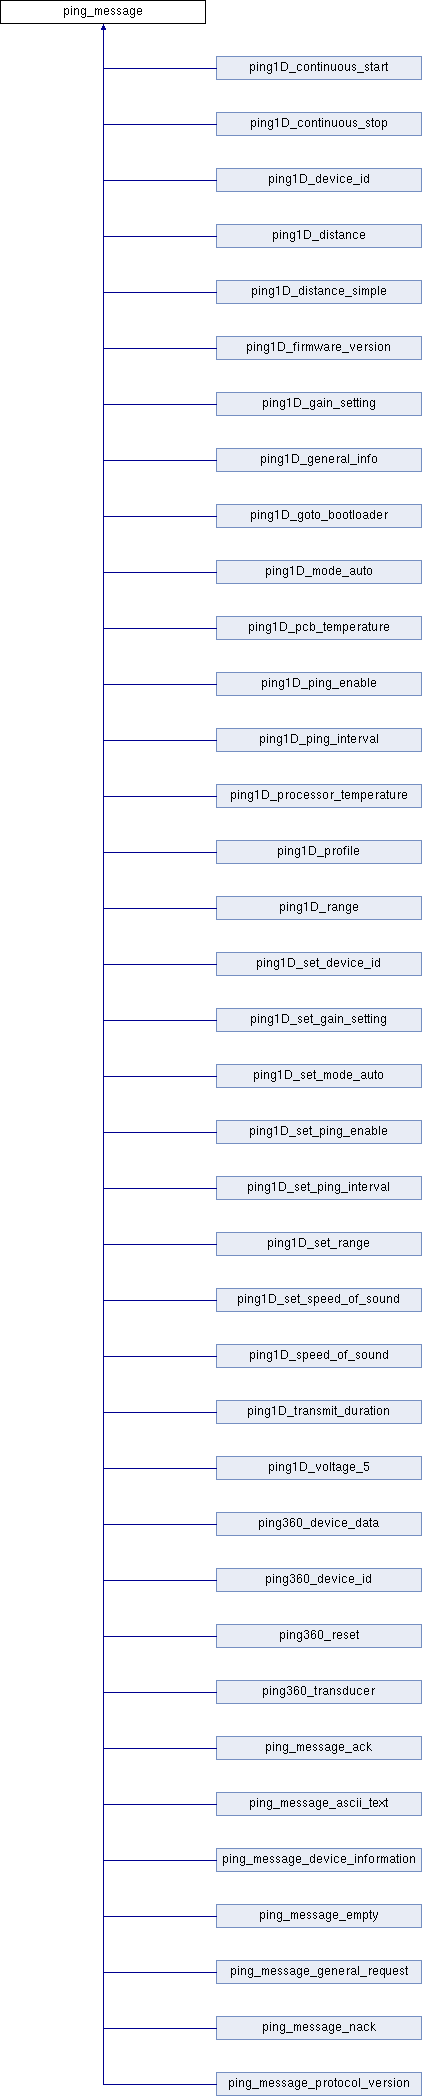 ping_message
ping1D_continuous_start
ping1D_continuous_stop
ping1D_device_id
ping1D_distance
ping1D_distance_simple
ping1D_firmware_version
ping1D_gain_setting
ping1D_general_info
ping1D_goto_bootloader
ping1D_mode_auto
ping1D_pcb_temperature
ping1D_ping_enable
ping1D_ping_interval
ping1D_processor_temperature
ping1D_profile
ping1D_range
ping1D_set_device_id
ping1D_set_gain_setting
ping1D_set_mode_auto
ping1D_set_ping_enable
ping1D_set_ping_interval
ping1D_set_range
ping1D_set_speed_of_sound
ping1D_speed_of_sound
ping1D_transmit_duration
ping1D_voltage_5
ping360_device_data
ping360_device_id
ping360_reset
ping360_transducer
ping_message_ack
ping_message_ascii_text
ping_message_device_information
ping_message_empty
ping_message_general_request
ping_message_nack
ping_message_protocol_version